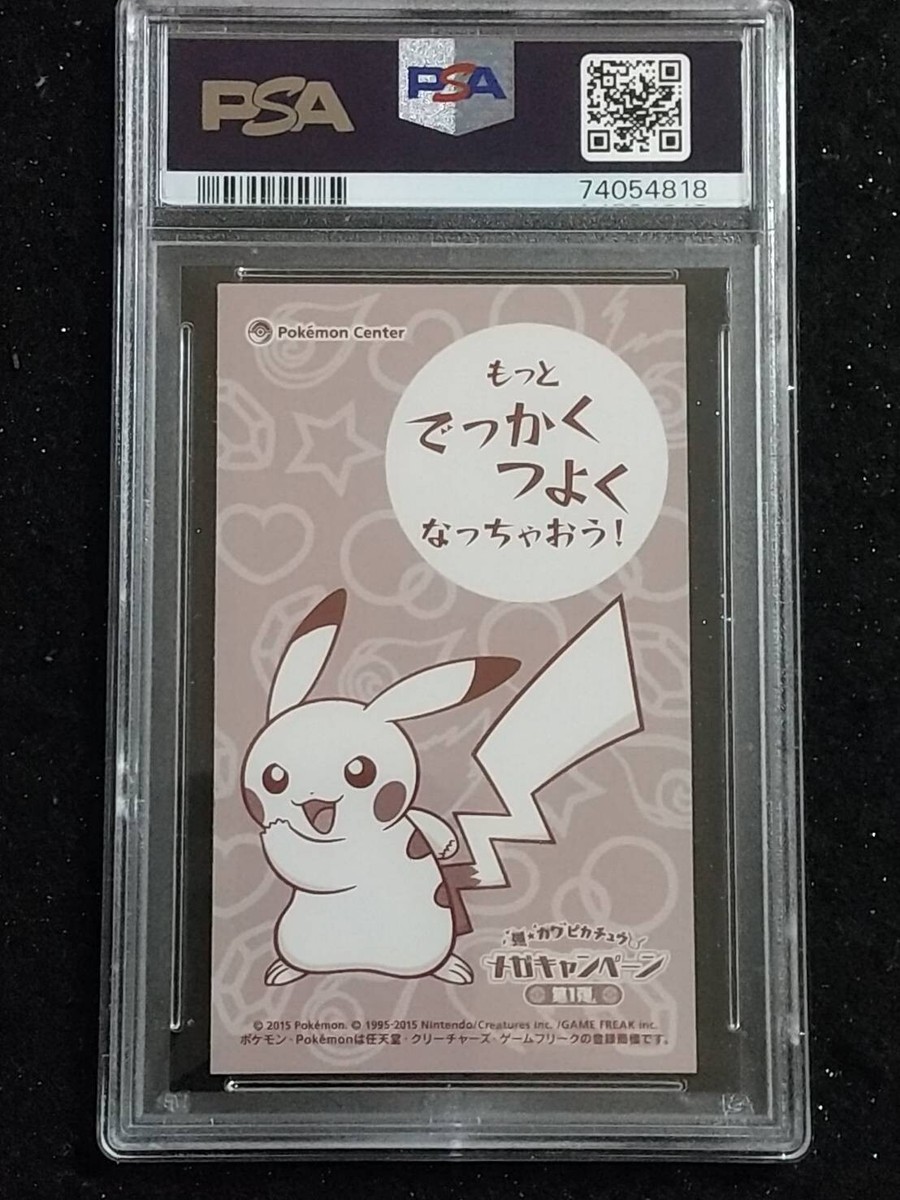 PSA
PSA
74054818
Pokémon Center
もっと
でっかく
つよく
なっちゃおう!
強★カワピカチュウ
メガキャンペーン
第1弾
© 2015 Pokémon. © 1995-2015 Nintendo/Creatures inc. /GAME FREAK inc.
ポケモン・Pokémonは任天堂・クリーチャーズ・ゲームフリークの登録商標です。